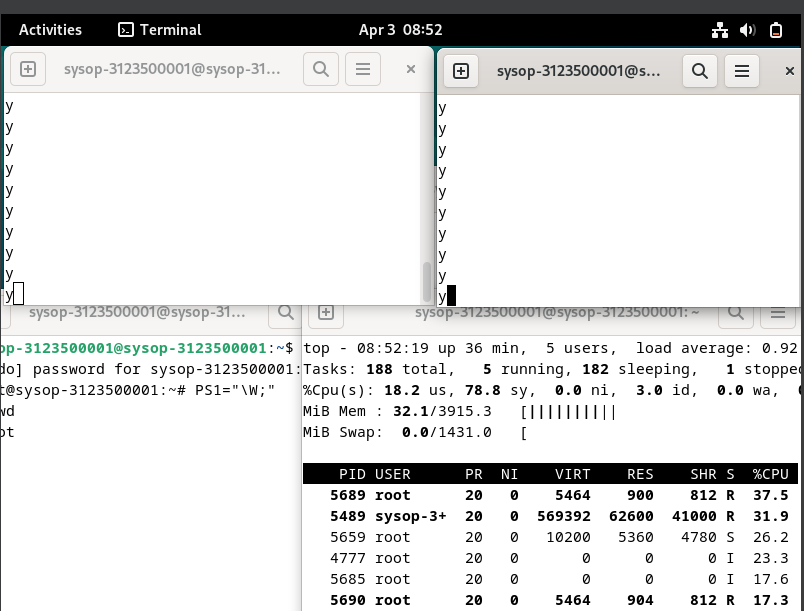 Activities Terminal Apr 3 08:52
sysop-3123500001@sysop-31...
y
y
y
y
y
y
y
y
y
y
sysop-3123500001@s...
y
y
y
y
y
y
y
y
y
y
sysop-3123500001@sysop-31...
op-3123500001@sysop-3123500001:~$
do] password for sysop-3123500001:
t@sysop-3123500001:~# PS1="\W;"
wd
ot
sysop-3123500001@sysop-3123500001: ~
top - 08:52:19 up 36 min, 5 users, load average: 0.92
Tasks: 188 total, 5 running, 182 sleeping, 1 stopped
%Cpu(s): 18.2 us, 78.8 sy, 0.0 ni, 3.0 id, 0.0 wa,
MiB Mem : 32.1/3915.3 [||||||||||
MiB Swap: 0.0/1431.0 [
PID USER PR NI VIRT RES SHR S %CPU
5689 root 20 0 5464 900 812 R 37.5
5489 sysop-3+ 20 0 569392 62600 41000 R 31.9
5659 root 20 0 10200 5360 4780 S 26.2
4777 root 20 0 0 0 0 I 23.3
5685 root 20 0 0 0 0 I 17.6
5690 root 20 0 5464 904 812 R 17.3